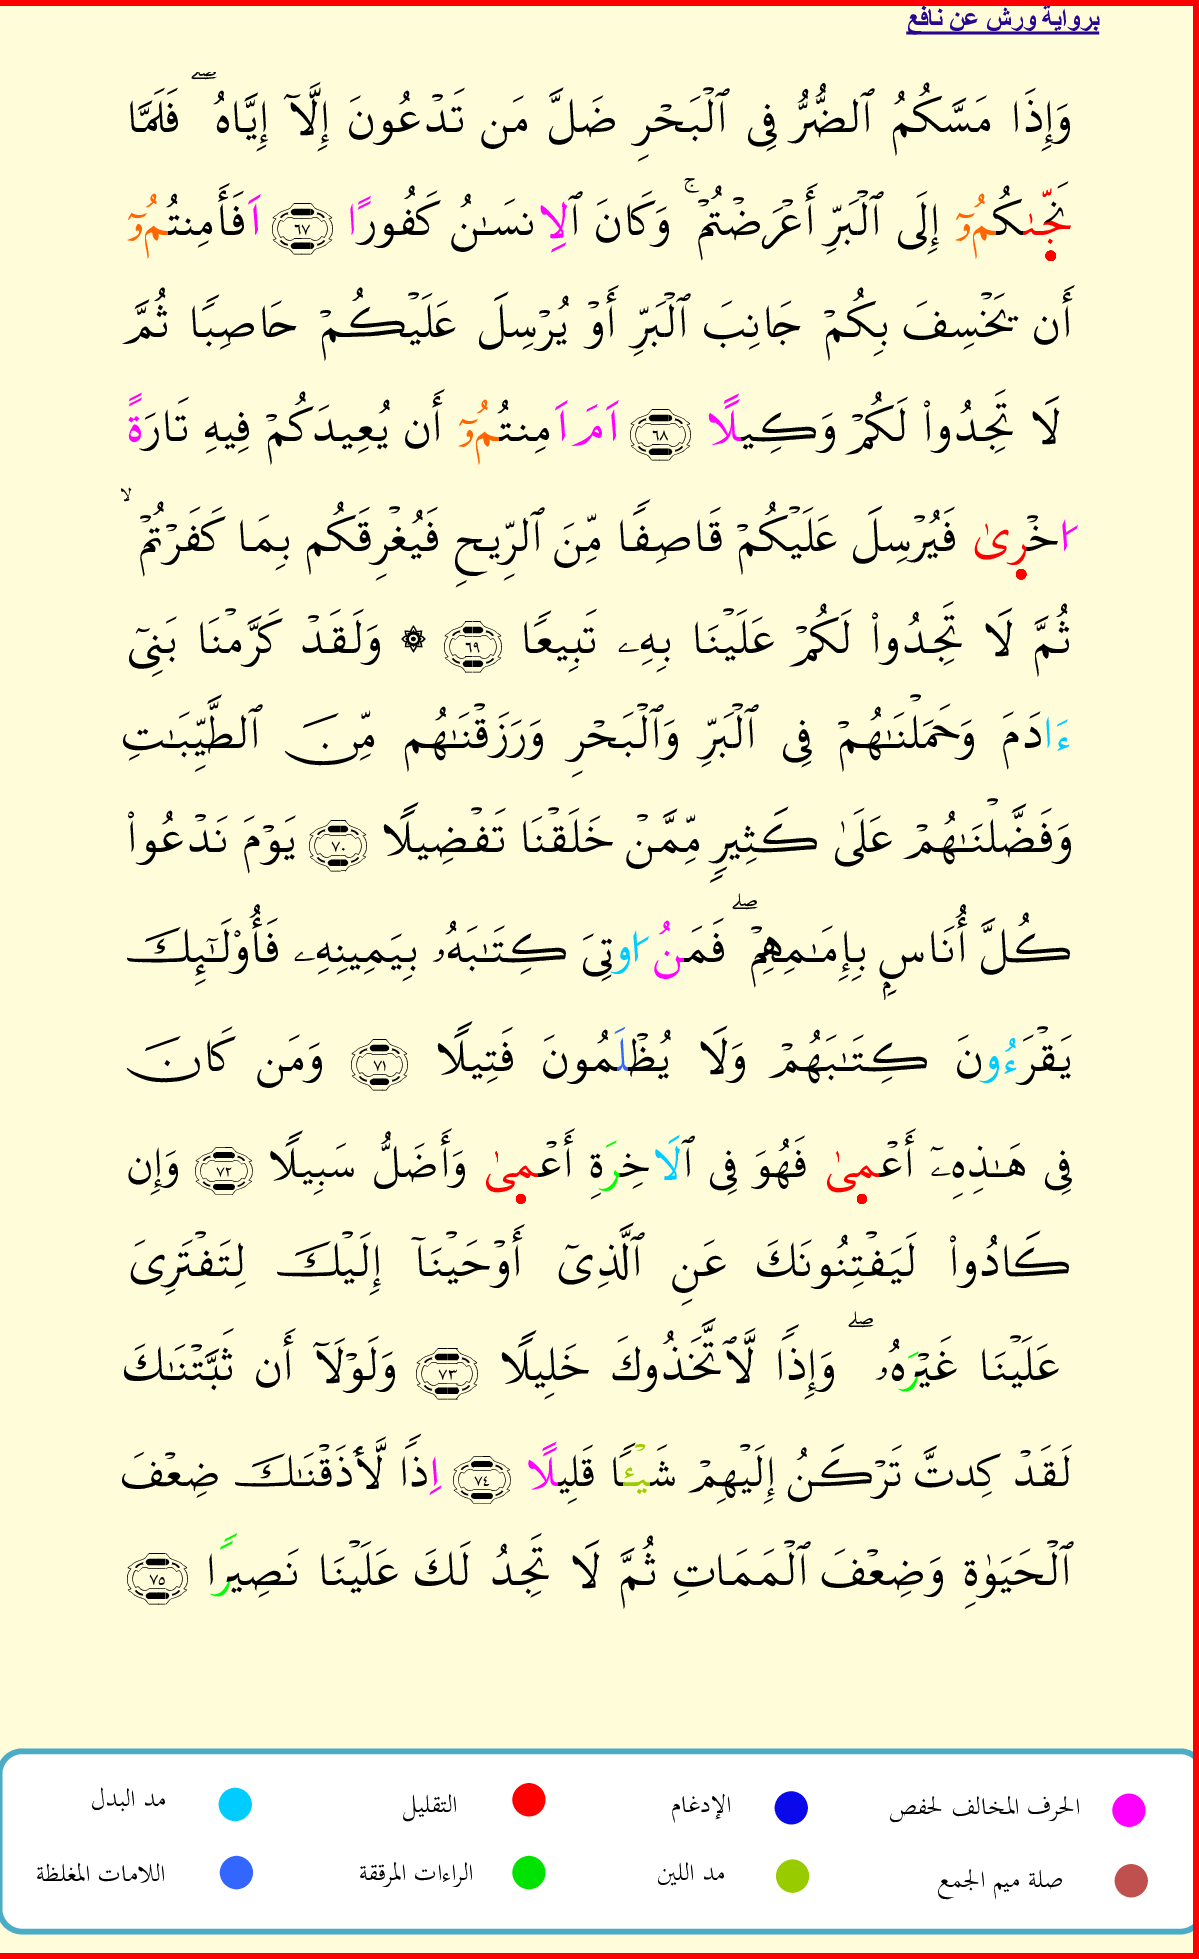 برواية ورش عن نافع
وَإِذَا مَسَّكُمُ ٱلضُّرُّ فِى ٱلْبَحْرِ ضَلَّ مَن تَدْعُونَ إِلَّآ إِيَّاهُ ۖ فَلَمَّا
نَجّىٰكُمُۥٓ إِلَى ٱلْبَرِّ أَعْرَضْتُمْ ۚ وَكَانَ ٱلِانسَـٰنُ كَفُورًا ٦٧ اَفَأَمِنتُمُۥٓ
أَن يَخْسِفَ بِكُمْ جَانِبَ ٱلْبَرِّ أَوْ يُرْسِلَ عَلَيْكُمْ حَاصِبًا ثُمَّ
لَا تَجِدُوا۟ لَكُمْ وَكِيلًا ٦٨ اَمَ اَمِنتُمُۥٓ أَن يُعِيدَكُمْ فِيهِ تَارَةً
اخْرِىٰ فَيُرْسِلَ عَلَيْكُمْ قَاصِفًا مِّنَ ٱلرِّيحِ فَيُغْرِقَكُم بِمَا كَفَرْتُمْ ۙ
ثُمَّ لَا تَجِدُوا۟ لَكُمْ عَلَيْنَا بِهِۦ تَبِيعًا ٦٩ ۞ وَلَقَدْ كَرَّمْنَا بَنِىٓ
ءَادَمَ وَحَمَلْنَـٰهُمْ فِى ٱلْبَرِّ وَٱلْبَحْرِ وَرَزَقْنَـٰهُم مِّنَ ٱلطَّيِّبَـٰتِ
وَفَضَّلْنَـٰهُمْ عَلَىٰ كَثِيرٍ مِّمَّنْ خَلَقْنَا تَفْضِيلًا ٧٠ يَوْمَ نَدْعُوا۟
كُلَّ أُنَاسٍۭ بِإِمَـٰمِهِمْ ۖ فَمَنُ اوتِىَ كِتَـٰبَهُۥ بِيَمِينِهِۦ فَأُو۟لَـٰٓئِكَ
يَقْرَءُونَ كِتَـٰبَهُمْ وَلَا يُظْلَمُونَ فَتِيلًا ٧١ وَمَن كَانَ
فِى هَـٰذِهِۦٓ أَعْمِىٰ فَهُوَ فِى ٱلَاخِرَةِ أَعْمِىٰ وَأَضَلُّ سَبِيلًا ٧٢ وَإِن
كَادُوا۟ لَيَفْتِنُونَكَ عَنِ ٱلَّذِىٓ أَوْحَيْنَآ إِلَيْكَ لِتَفْتَرِىَ
عَلَيْنَا غَيْرَهُۥ ۖ وَإِذًا لَّٱتَّخَذُوكَ خَلِيلًا ٧٣ وَلَوْلَآ أَن ثَبَّتْنَـٰكَ
لَقَدْ كِدتَّ تَرْكَنُ إِلَيْهِمْ شَيْـًٔا قَلِيلًا ٧٤ اِذًا لَّأَذَقْنَـٰكَ ضِعْفَ
ٱلْحَيَوٰةِ وَضِعْفَ ٱلْمَمَاتِ ثُمَّ لَا تَجِدُ لَكَ عَلَيْنَا نَصِيرًا ٧٥
الحرف المخالف لحفص الإدغام التقليل مد البدل
صلة ميم الجمع مد اللين الراءات المرققة اللامات المغلظة